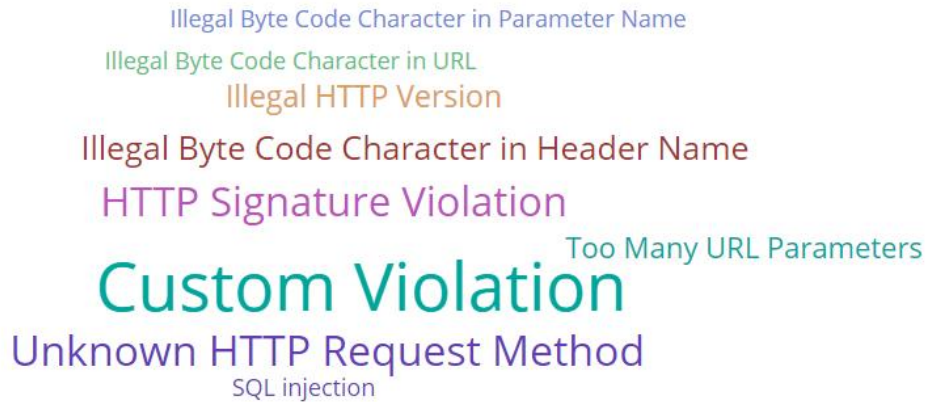 Illegal Byte Code Character in Parameter Name
Illegal Byte Code Character in URL
Illegal HTTP Version
Illegal Byte Code Character in Header Name
HTTP Signature Violation
Too Many URL Parameters
Custom Violation
Unknown HTTP Request Method
SQL injection